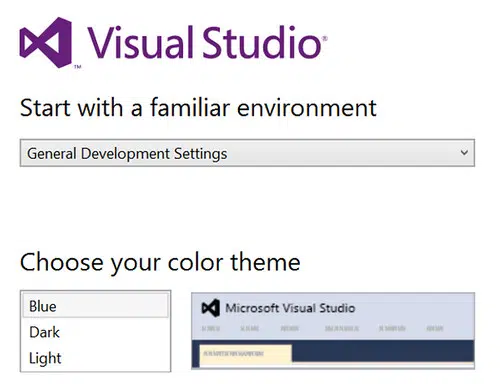 Visual Studio®
™
Start with a familiar environment
General Development Settings
Choose your color theme
Blue
Dark
Light
Microsoft Visual Studio